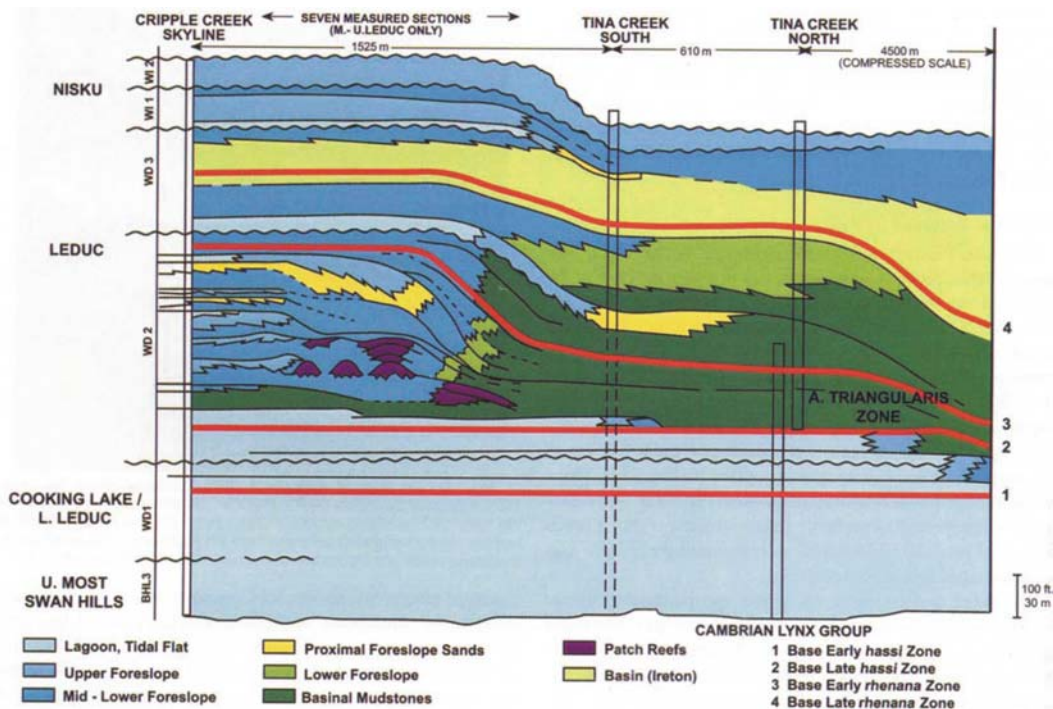 CRIPPLE CREEK
SKYLINE
SEVEN MEASURED SECTIONS
(M.- U.LEDUC ONLY)
1525 m
TINA CREEK
SOUTH
610 m
TINA CREEK
NORTH
4500 m
(COMPRESSED SCALE)
NISKU
WI 2
WI 1
WD 3
LEDUC
WD 2
4
A. TRIANGULARIS
ZONE
3
2
COOKING LAKE /
L. LEDUC
WD1
1
U. MOST
SWAN HILLS
BHL3
100 ft.
30 m
CAMBRIAN LYNX GROUP
Lagoon, Tidal Flat
Upper Foreslope
Mid - Lower Foreslope
Proximal Foreslope Sands
Lower Foreslope
Basinal Mudstones
Patch Reefs
Basin (Ireton)
1 Base Early hassi Zone
2 Base Late hassi Zone
3 Base Early rhenana Zone
4 Base Late rhenana Zone